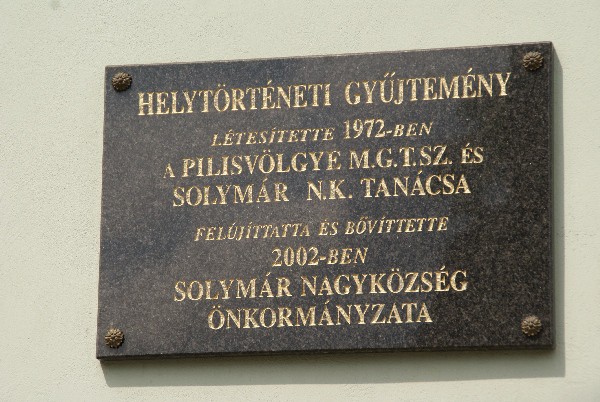 HELYTÖRTÉNETI GYŰJTEMÉNY
LÉTESÍTETTE 1972-BEN
A PILISVÖLGYE M.G.T.SZ. ÉS
SOLYMÁR N.K. TANÁCSA
FELÚJÍTTATTA ÉS BŐVÍTTETTE
2002-BEN
SOLYMÁR NAGYKÖZSÉG
ÖNKORMÁNYZATA